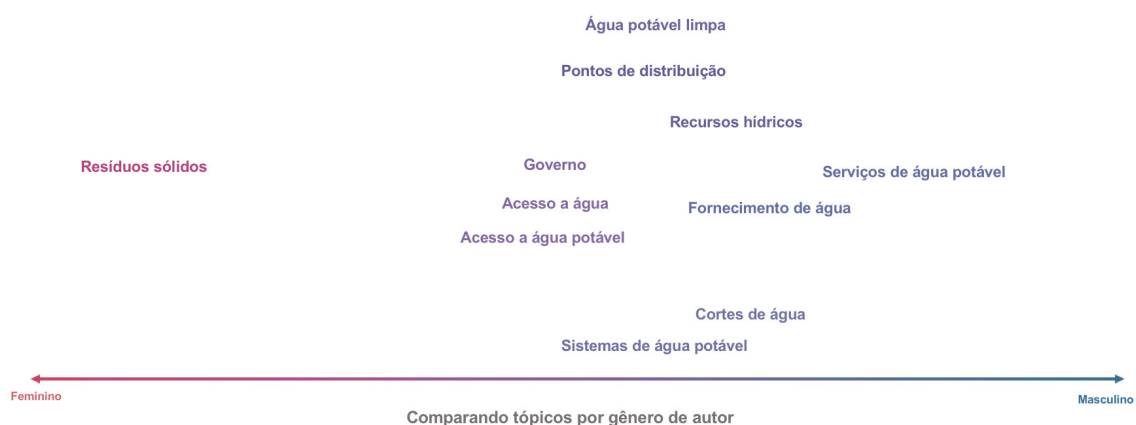 Água potável limpa
Pontos de distribuição
Recursos hídricos
Resíduos sólidos
Governo
Serviços de água potável
Acesso a água
Fornecimento de água
Acesso a água potável
Cortes de água
Sistemas de água potável
Feminino
Masculino
Comparando tópicos por gênero de autor